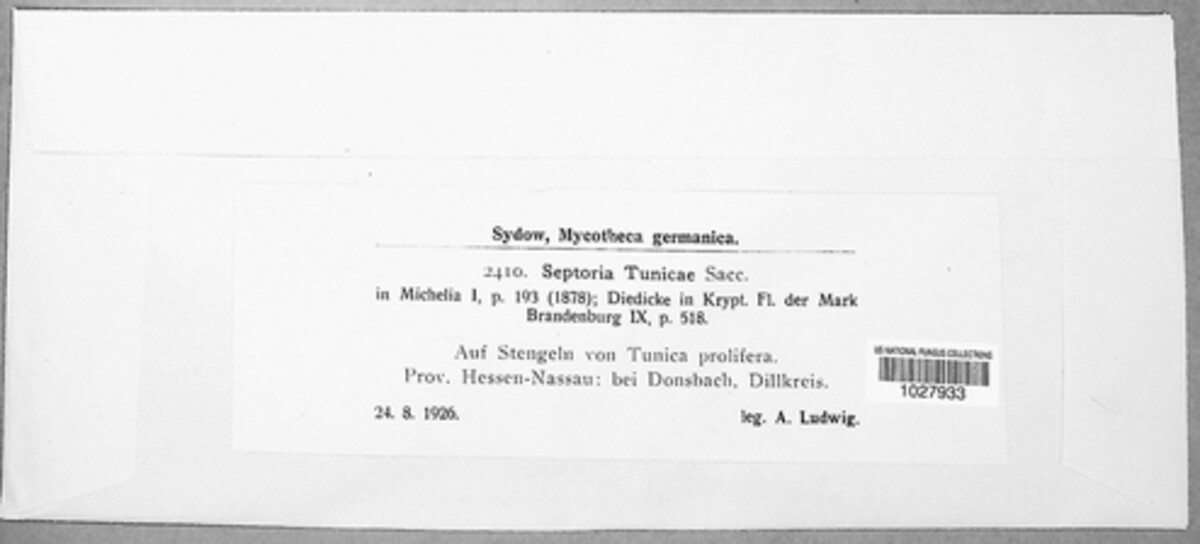 Sydow, Mycotheca germanica.
2410. Septoria Tunicae Sacc.
in Michelia I, p. 193 (1878); Diedicke in Krypt. Fl. der Mark
Brandenburg IX, p. 518.
Auf Stengeln von Tunica prolifera.
Prov. Hessen-Nassau: bei Donsbach, Dillkreis.
24. 8. 1926. leg. A. Ludwig.
US NATIONAL FUNGUS COLLECTIONS
1027933